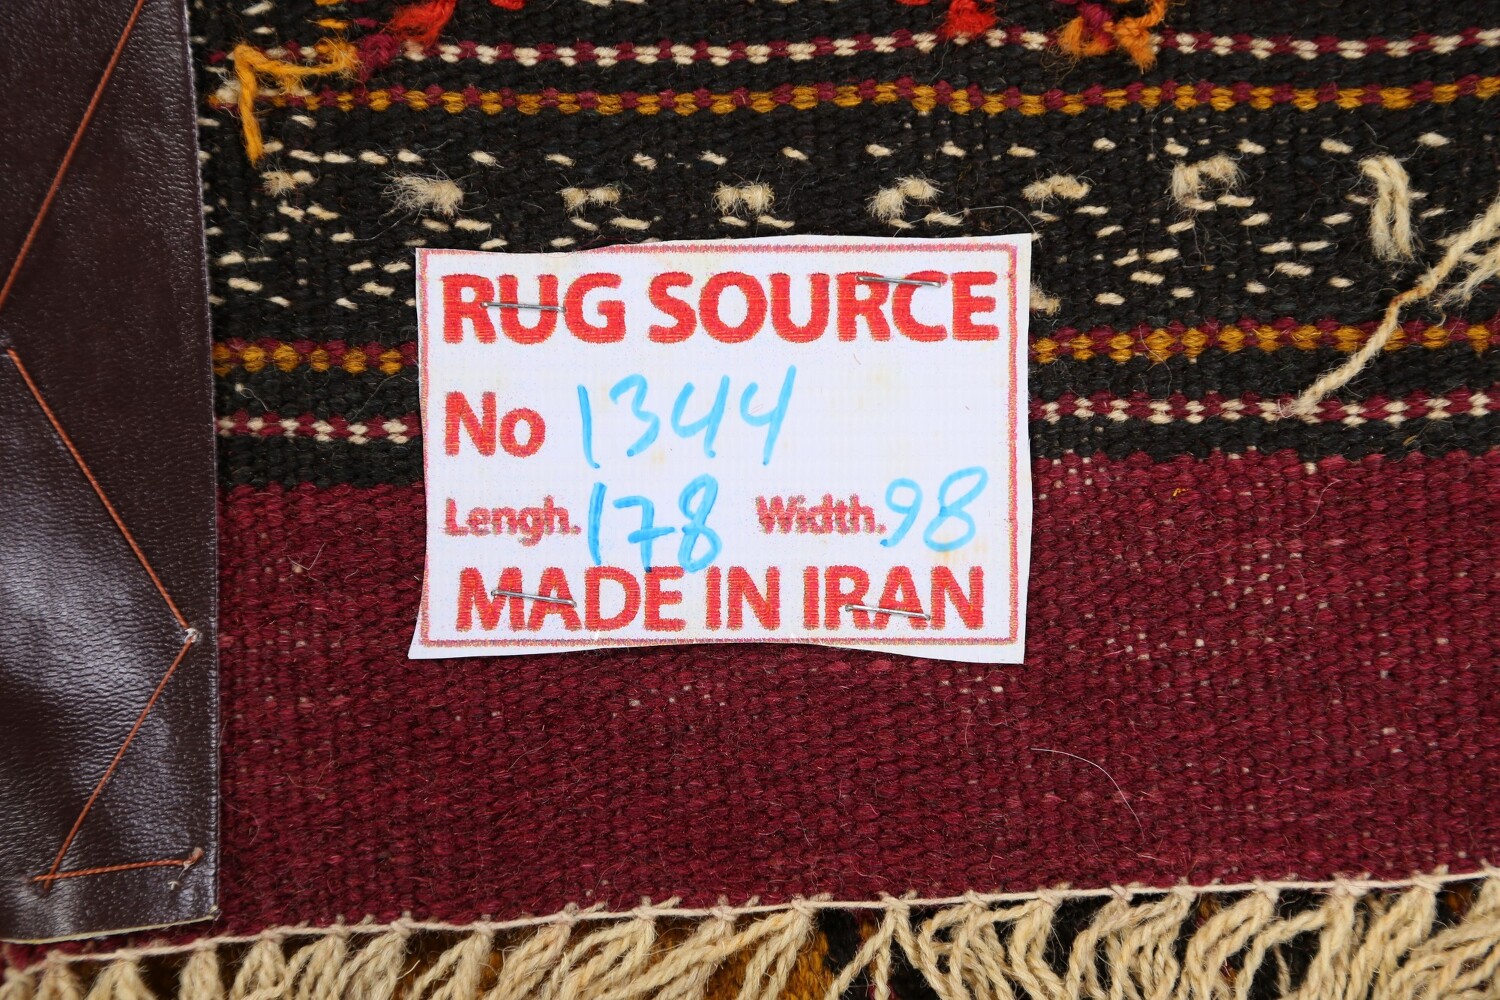 RUG SOURCE
No 1344
Lengh. 178 Width. 98
MADE IN IRAN